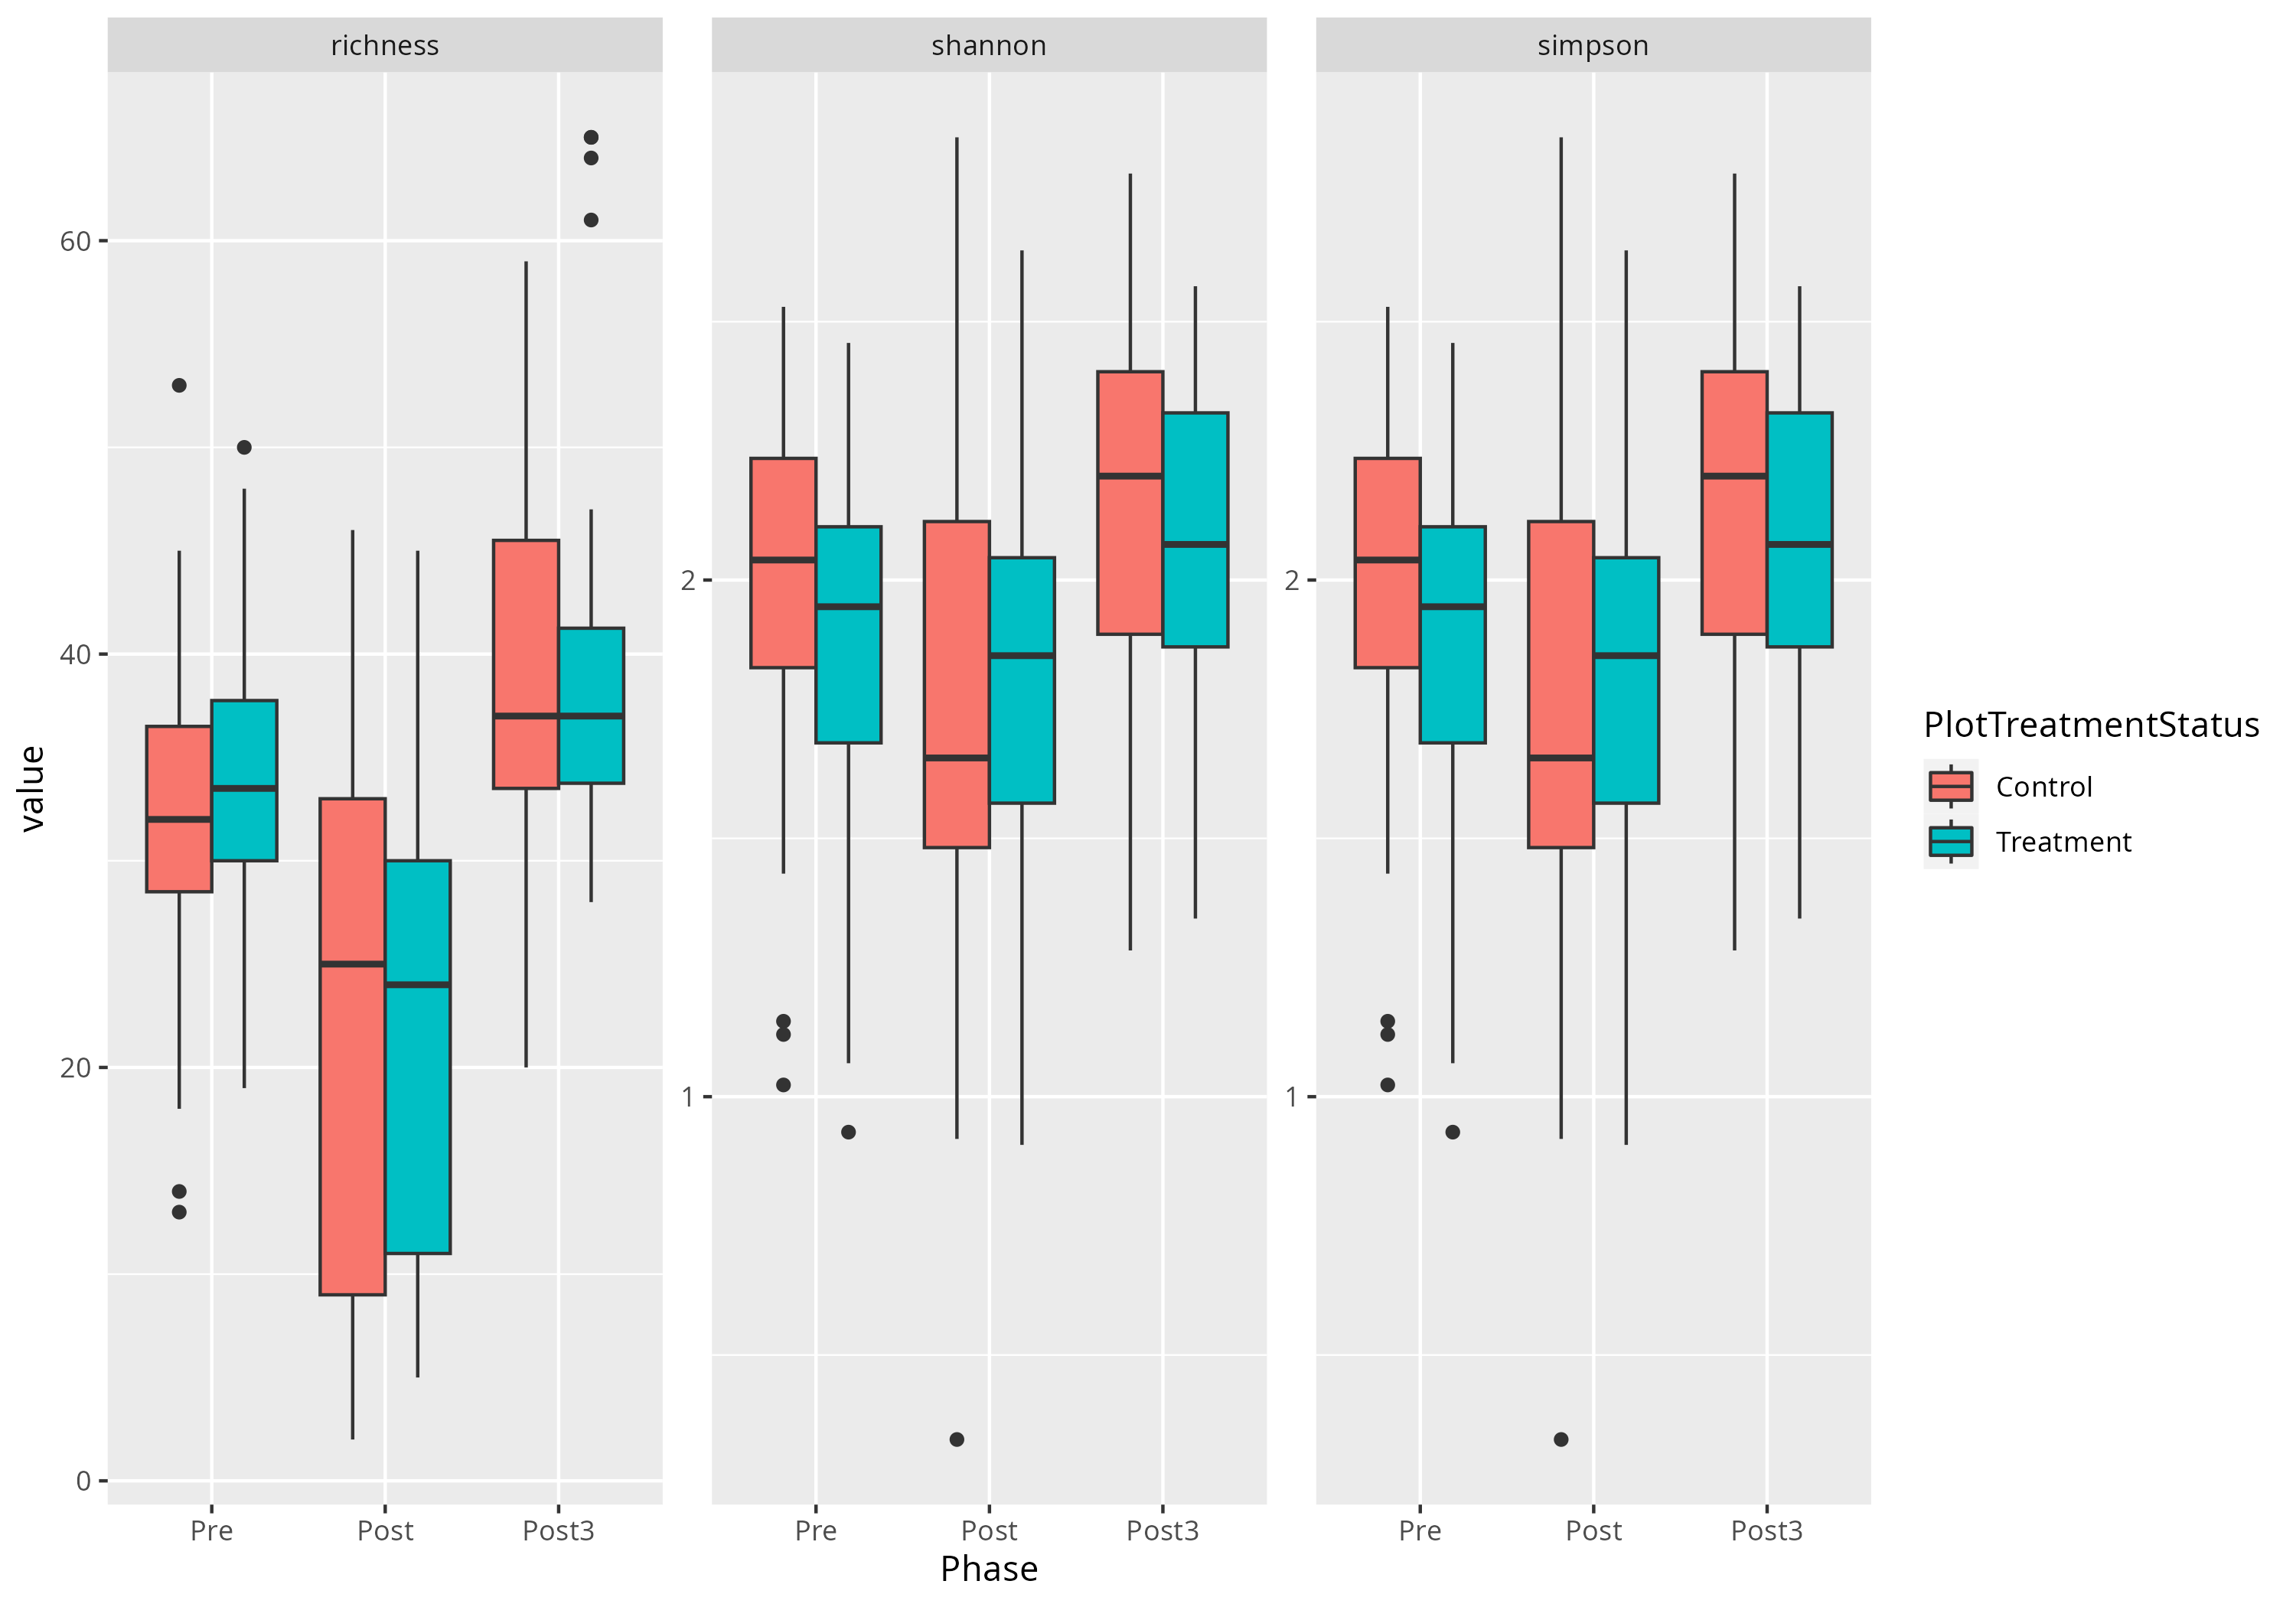 richness shannon simpson
60
40
20
0
2
1
2
1
value
Pre Post Post3 Pre Post Post3 Pre Post Post3
Phase
PlotTreatmentStatus
Control
Treatment